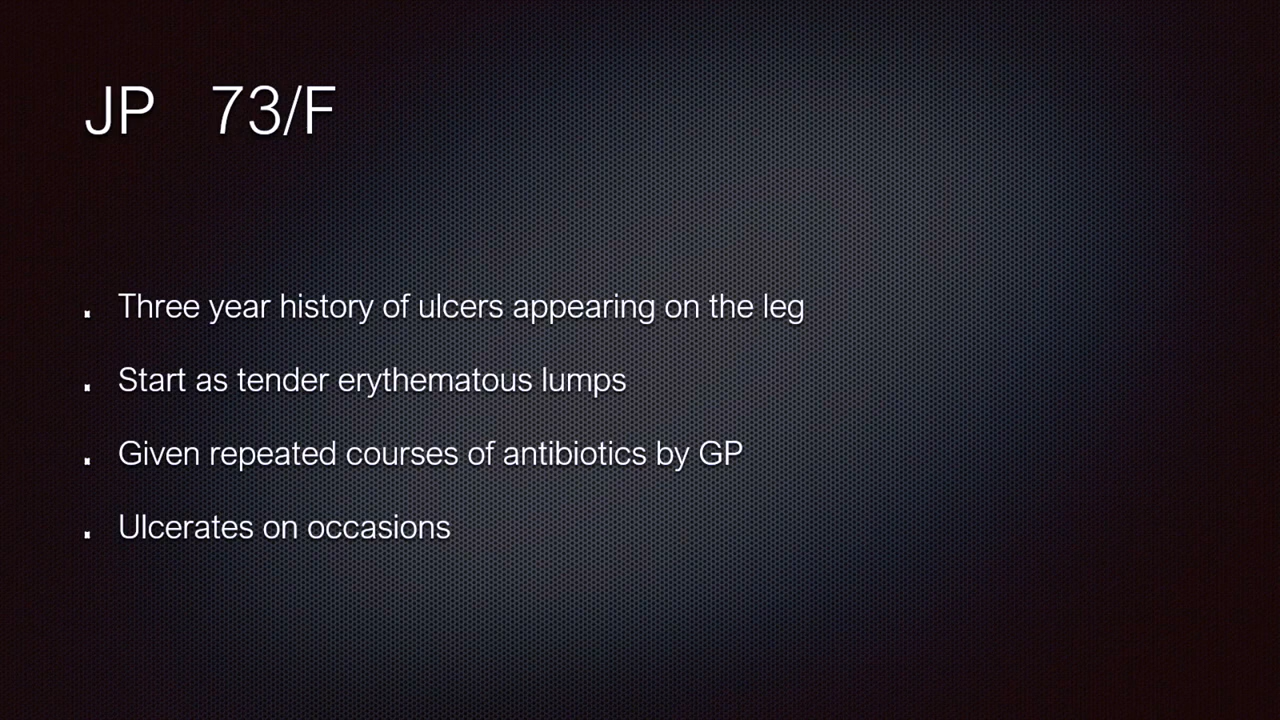 JP 73/F
. Three year history of ulcers appearing on the leg
. Start as tender erythematous lumps
. Given repeated courses of antibiotics by GP
. Ulcerates on occasions